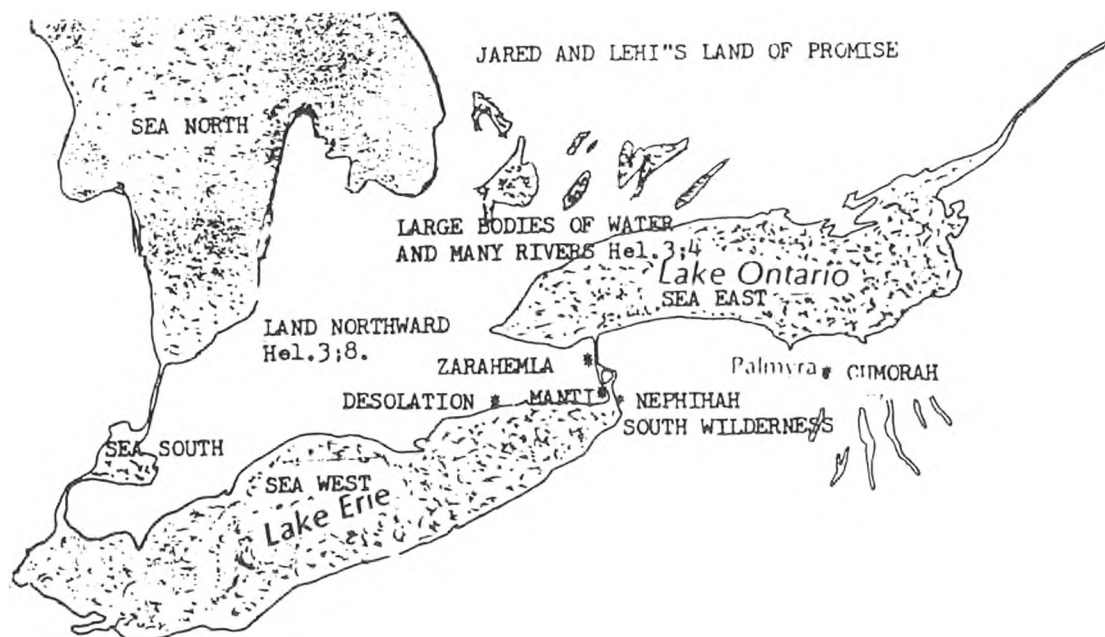 JARED AND LEHI"S LAND OF PROMISE
SEA NORTH
LARGE BODIES OF WATER
AND MANY RIVERS Hel.3;4
Lake Ontario
SEA EAST
LAND NORTHWARD
Hel.3;8.
ZARAHEMLA *
Palmyra * CUMORAH
DESOLATION *
MANTI *
* NEPHIHAH
SOUTH WILDERNESS
SEA SOUTH
SEA WEST
Lake Erie